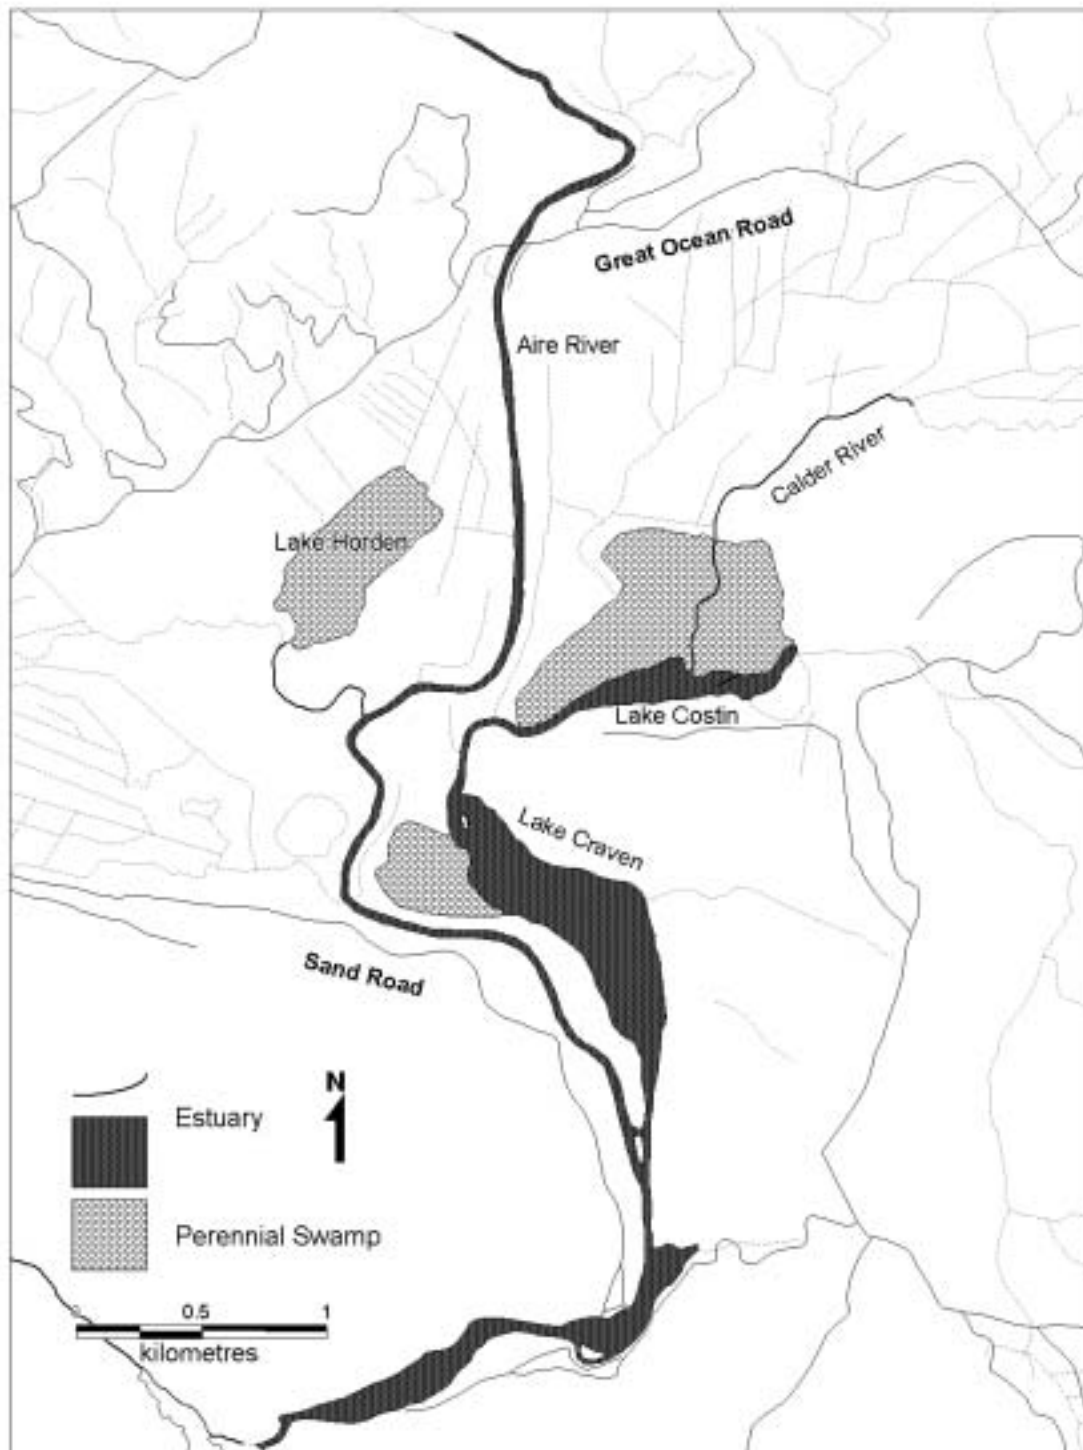 Great Ocean Road
Aire River
Calder River
Lake Horden
Lake Costin
Lake Craven
Sand Road
N
Estuary
Perennial Swamp
0.5
1
kilometres